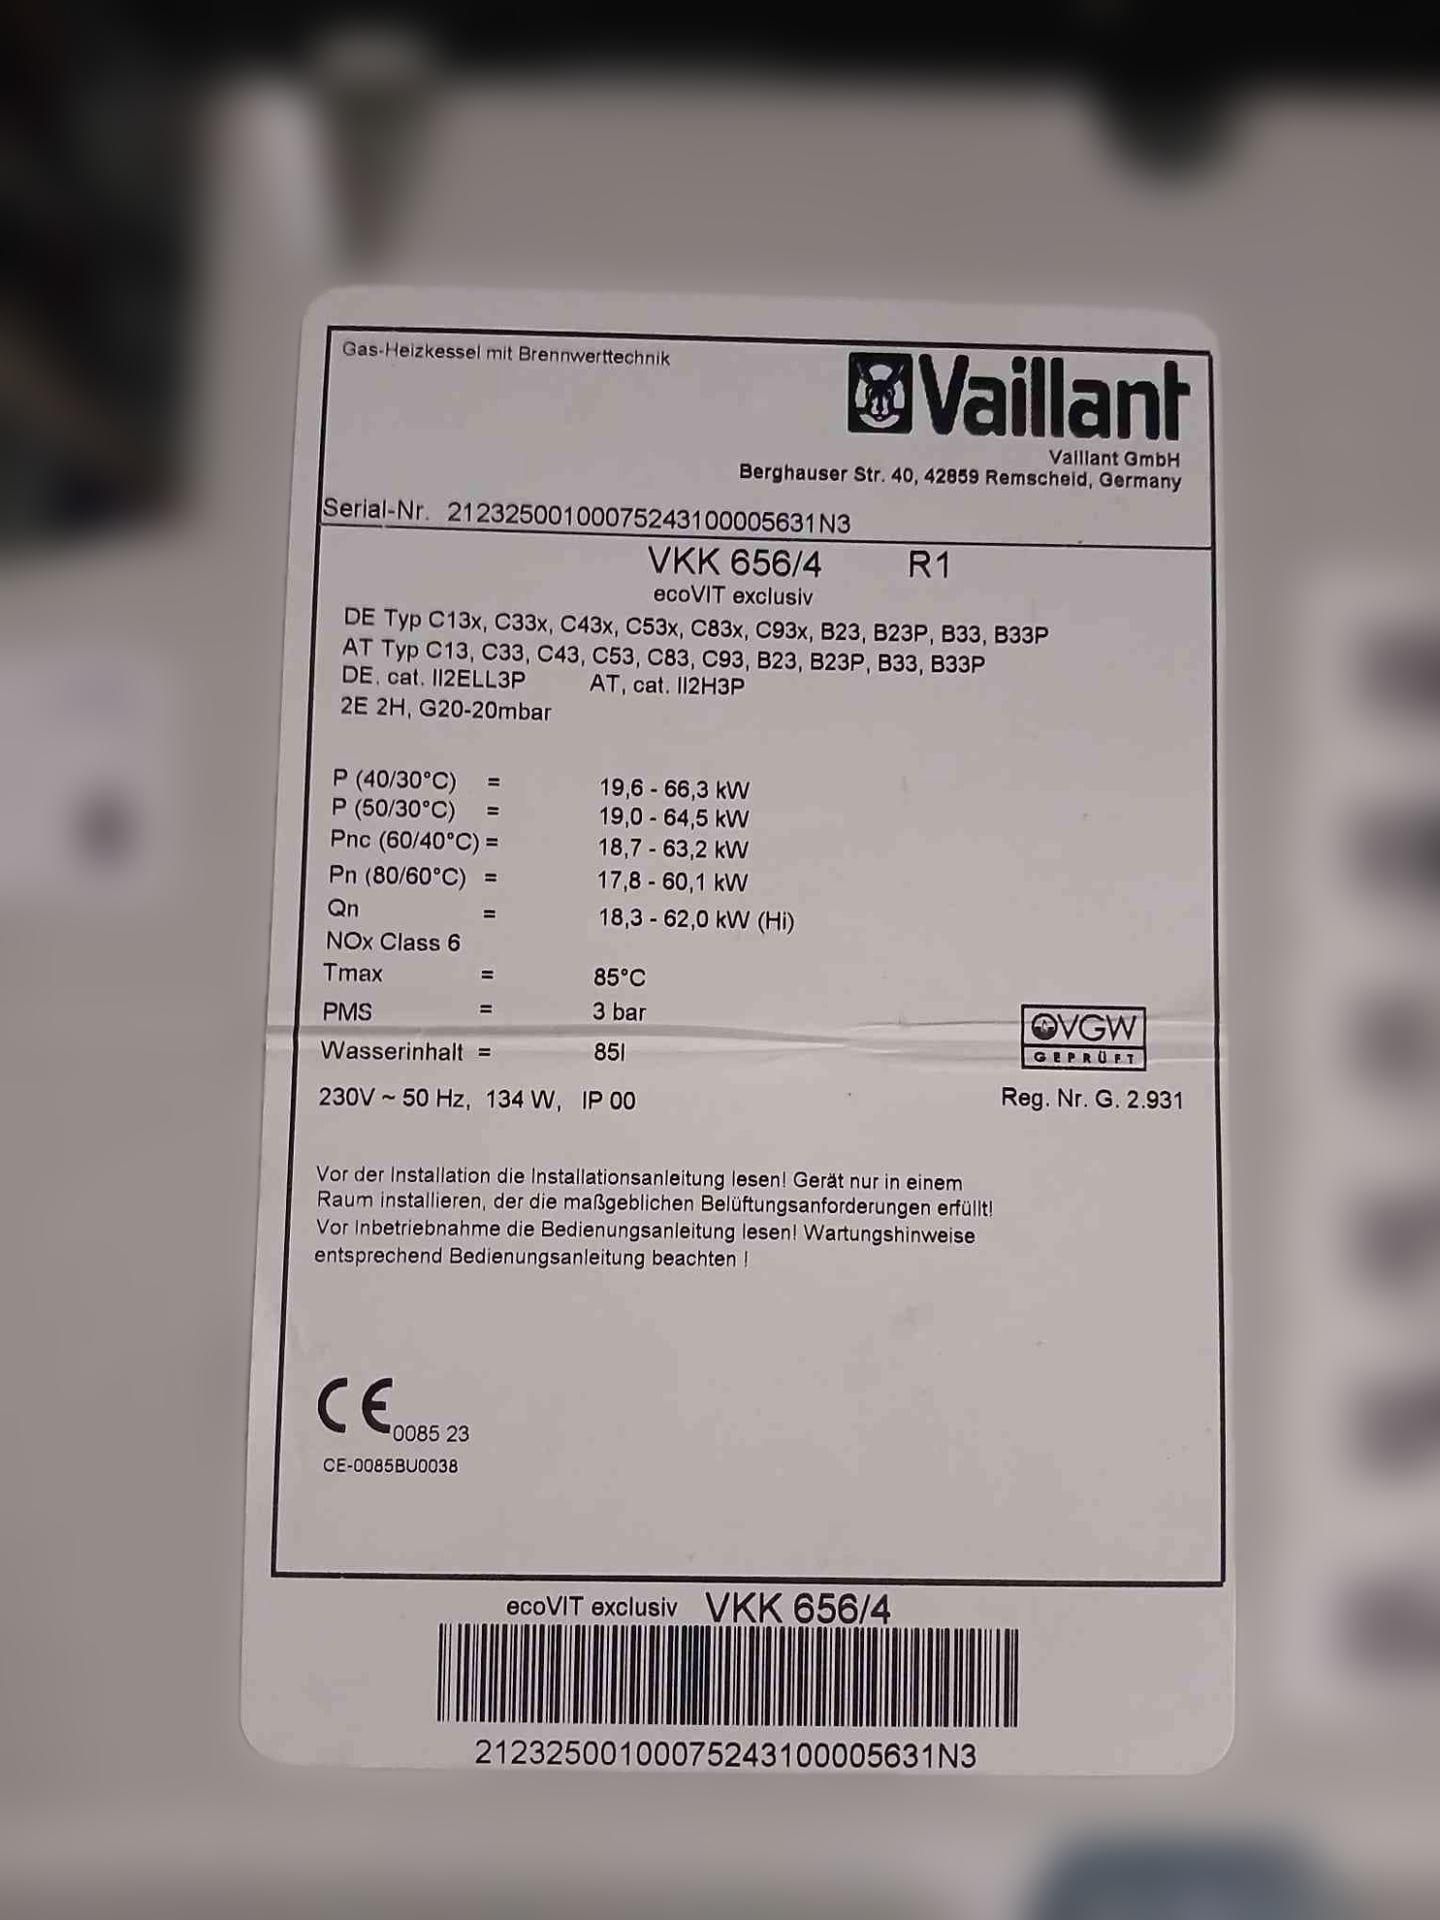 Gas-Heizkessel mit Brennwerttechnik
Vaillant
Vaillant GmbH
Berghauser Str. 40, 42859 Remscheid, Germany
Serial-Nr. 21232500100075243100005631N3
VKK 656/4 R1
ecoVIT exclusiv
DE Typ C13x, C33x, C43x, C53x, C83x, C93x, B23, B23P, B33, B33P
AT Typ C13, C33, C43, C53, C83, C93, B23, B23P, B33, B33P
DE, cat. II2ELL3P AT, cat. II2H3P
2E 2H, G20-20mbar
P (40/30°C) = 19,6 - 66,3 kW
P (50/30°C) = 19,0 - 64,5 kW
Pnc (60/40°C) = 18,7 - 63,2 kW
Pn (80/60°C) = 17,8 - 60,1 kW
Qn = 18,3 - 62,0 kW (Hi)
NOx Class 6
Tmax = 85°C
PMS = 3 bar
Wasserinhalt = 85l
DVGW
GEPRÜFT
230V ~ 50 Hz, 134 W, IP 00
Reg. Nr. G. 2.931
Vor der Installation die Installationsanleitung lesen! Gerät nur in einem
Raum installieren, der die maßgeblichen Belüftungsanforderungen erfüllt!
Vor Inbetriebnahme die Bedienungsanleitung lesen! Wartungshinweise
entsprechend Bedienungsanleitung beachten !
CE 0085 23
CE-0085BU0038
ecoVIT exclusiv VKK 656/4
21232500100075243100005631N3